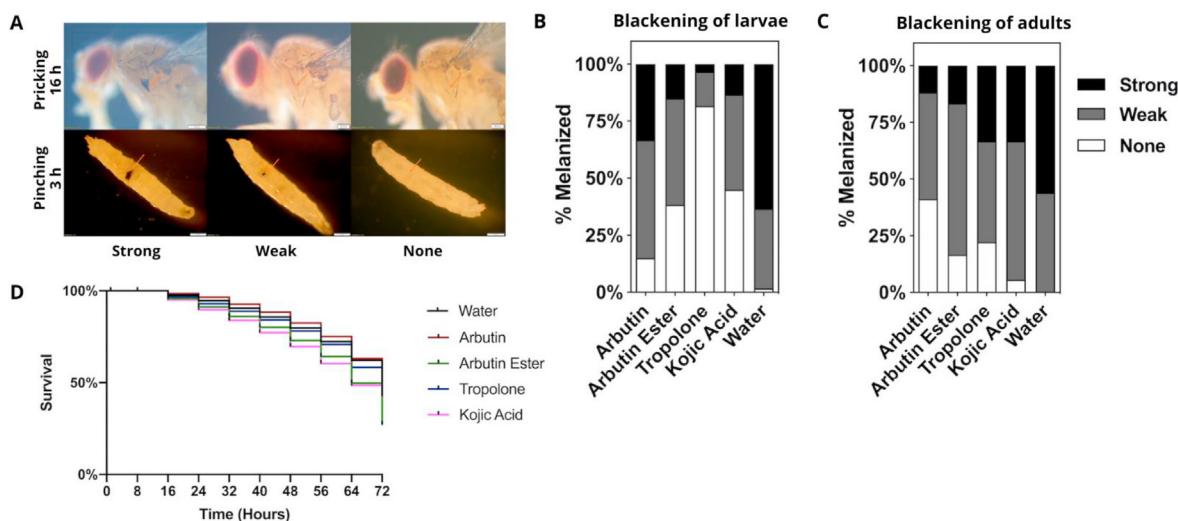 A
Pricking
16 h
Pinching
3 h
Strong
Weak
None
B
Blackening of larvae
% Melanized
100%
75%
50%
25%
0%
Arbutin
Arbutin Ester
Tropolone
Kojic Acid
Water
C
Blackening of adults
% Melanized
100%
75%
50%
25%
0%
Arbutin
Arbutin Ester
Tropolone
Kojic Acid
Water
Strong
Weak
None
D
Survival
100%
50%
0%
0 8 16 24 32 40 48 56 64 72
Time (Hours)
Water
Arbutin
Arbutin Ester
Tropolone
Kojic Acid